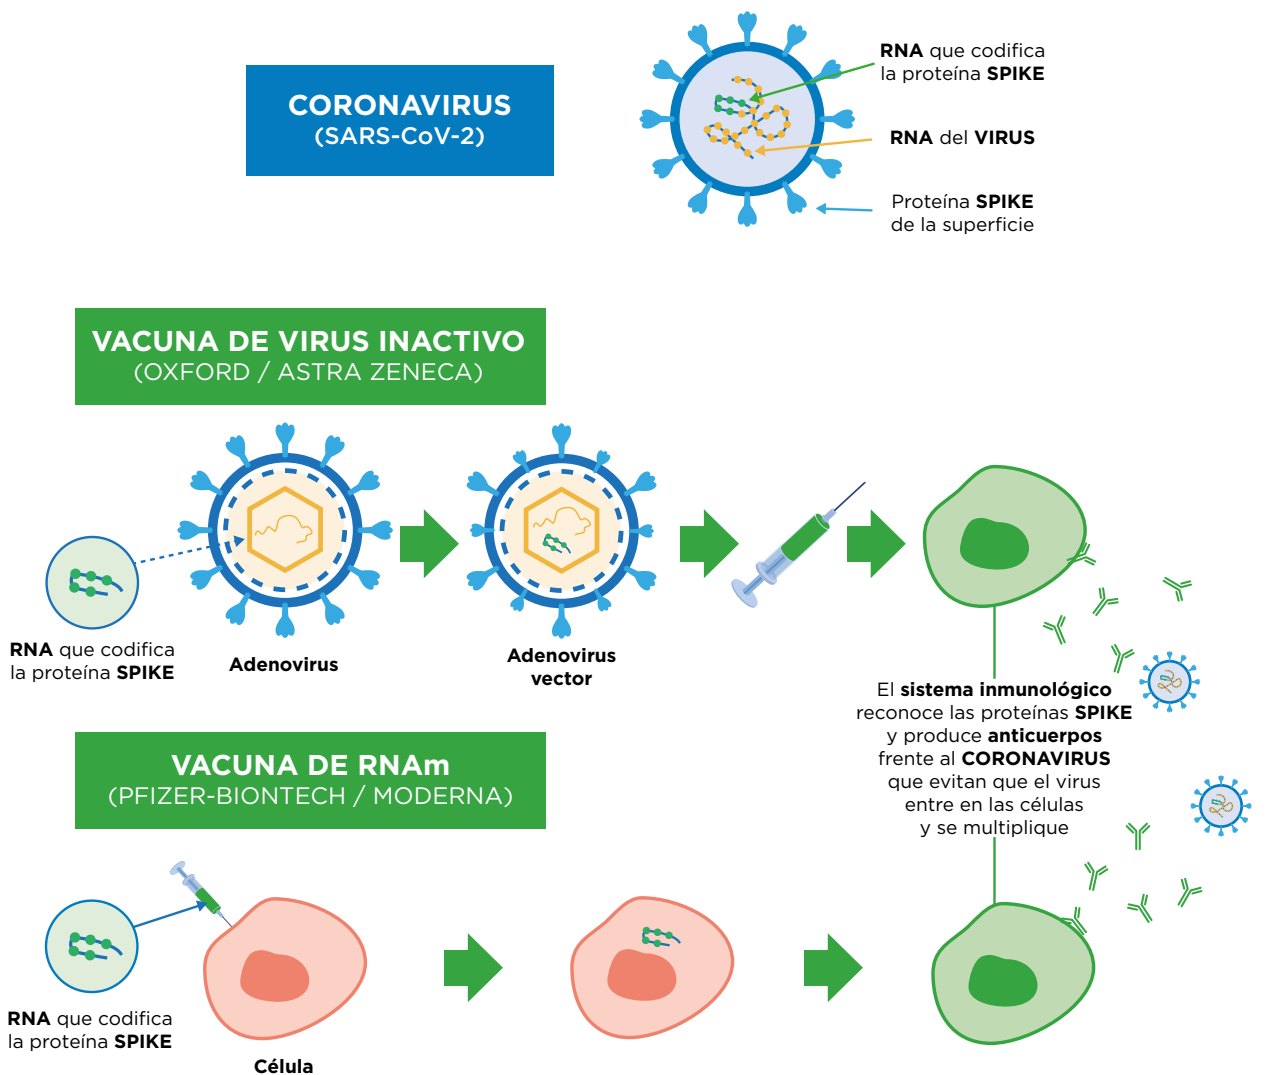 CORONAVIRUS
(SARS-CoV-2)
RNA que codifica
la proteína SPIKE
RNA del VIRUS
Proteína SPIKE
de la superficie
VACUNA DE VIRUS INACTIVO
(OXFORD / ASTRA ZENECA)
RNA que codifica
la proteína SPIKE
Adenovirus
Adenovirus
vector
El sistema inmunológico
reconoce las proteínas SPIKE
y produce anticuerpos
frente al CORONAVIRUS
que evitan que el virus
entre en las células
y se multiplique
VACUNA DE RNAm
(PFIZER-BIONTECH / MODERNA)
RNA que codifica
la proteína SPIKE
Célula